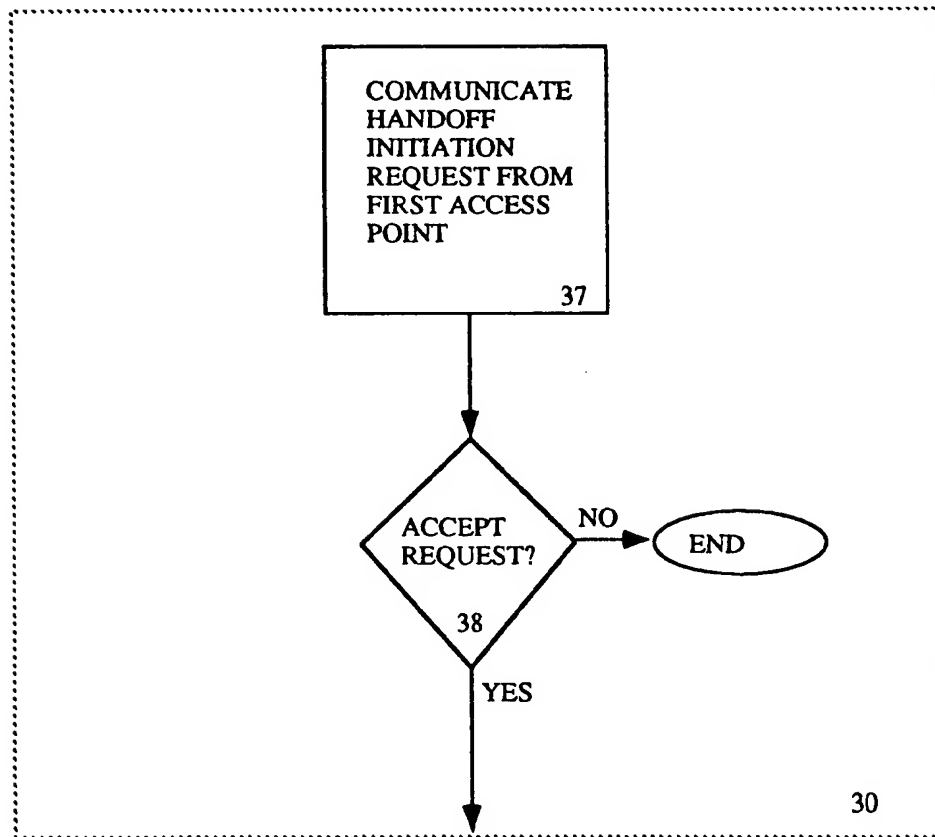 COMMUNICATE
HANDOFF
INITIATION
REQUEST FROM
FIRST ACCESS
POINT
37
ACCEPT
REQUEST?
38
NO
END
YES
30